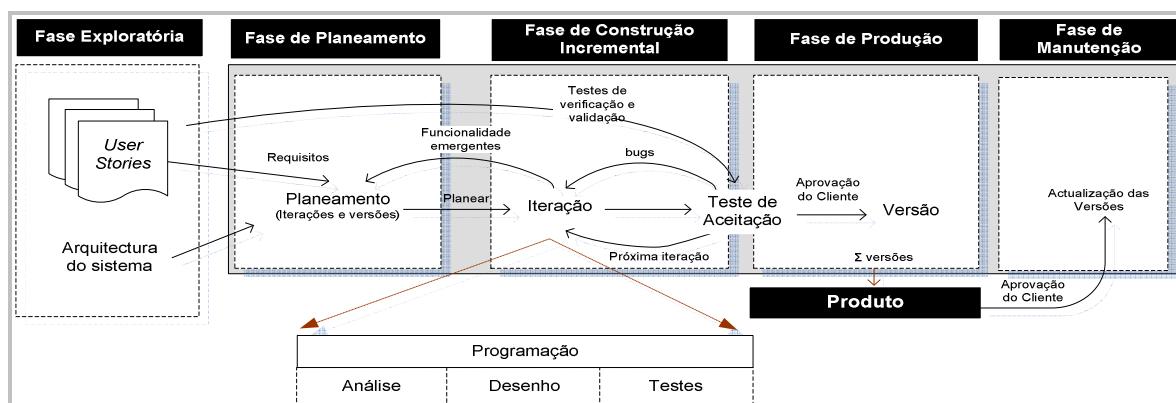 Fase Exploratória
Fase de Planeamento
Fase de Construção
Incremental
Fase de Produção
Fase de
Manutenção
User
Stories
Arquitectura
do sistema
Requisitos
Planeamento
(Iterações e versões)
Funcionalidade
emergentes
Planear
Testes de
verificação e
validação
bugs
Iteração
Próxima iteração
Teste de
Aceitação
Aprovação
do Cliente
Versão
Σ versões
Produto
Aprovação
do Cliente
Actualização das
Versões
Programação
Análise
Desenho
Testes